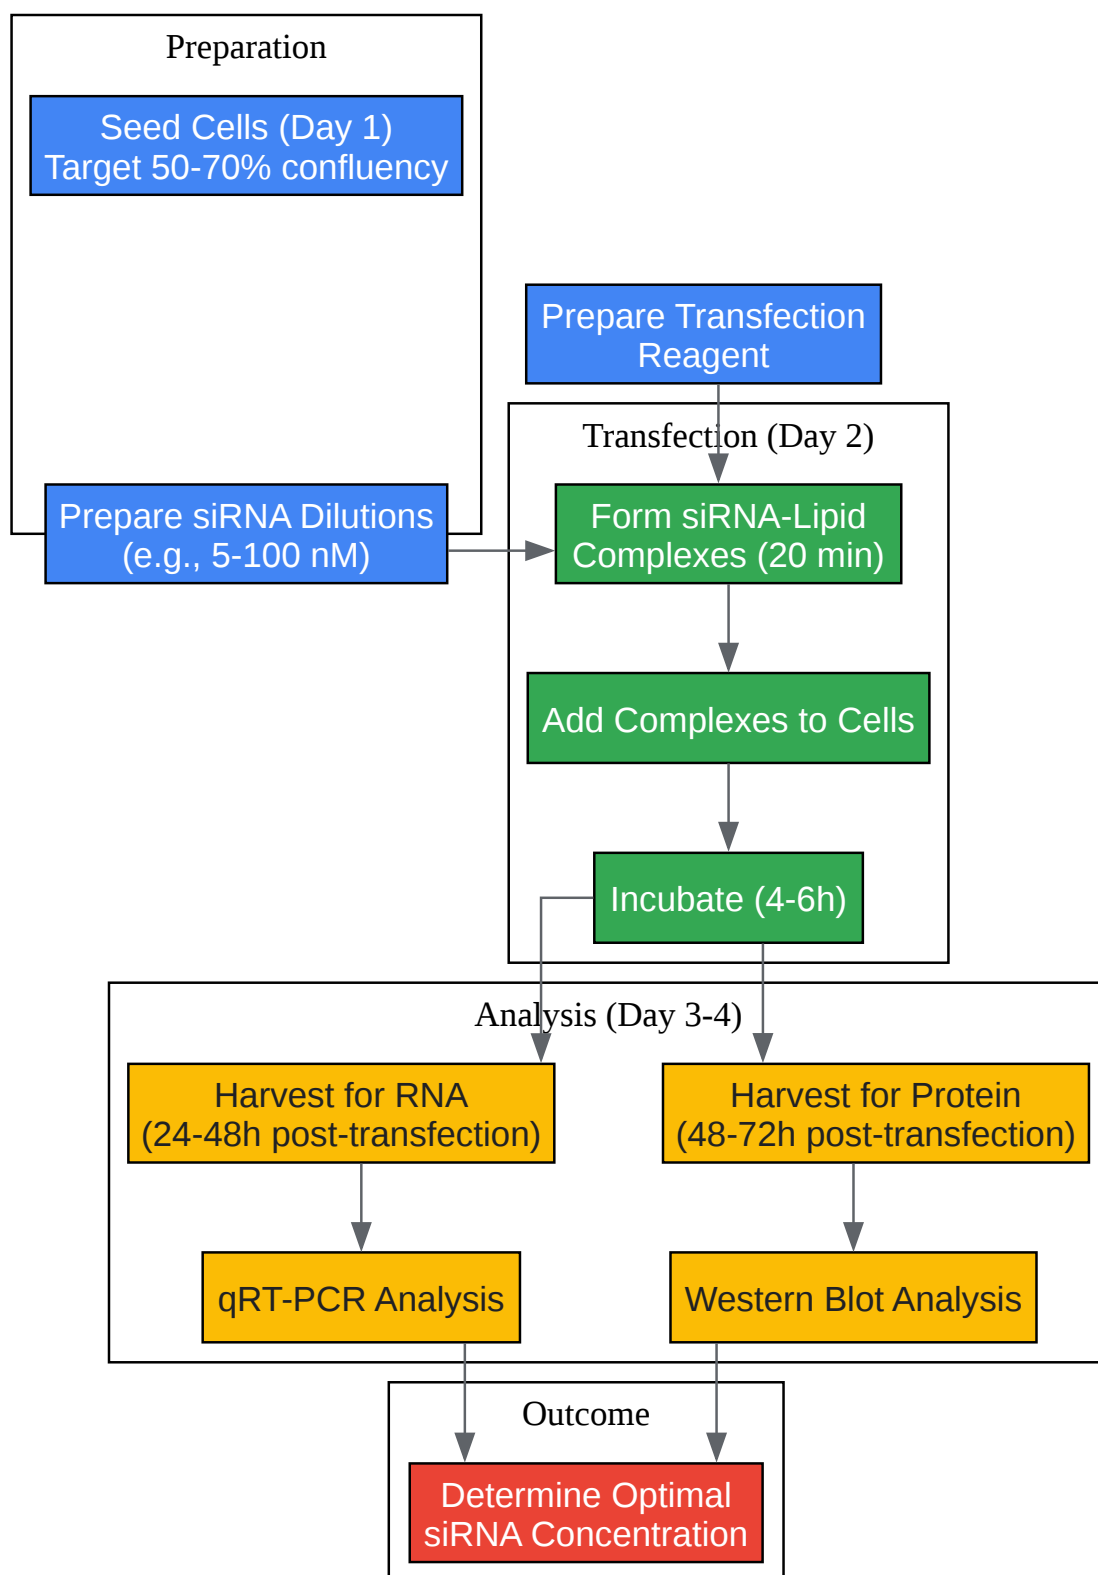 Preparation
Seed Cells (Day 1)
Target 50-70% confluency
Prepare Transfection
Reagent
Transfection (Day 2)
Prepare siRNA Dilutions
(e.g., 5-100 nM)
Form siRNA-Lipid
Complexes (20 min)
Add Complexes to Cells
Incubate (4-6h)
Analysis (Day 3-4)
Harvest for RNA
(24-48h post-transfection)
Harvest for Protein
(48-72h post-transfection)
qRT-PCR Analysis
Western Blot Analysis
Outcome
Determine Optimal
siRNA Concentration